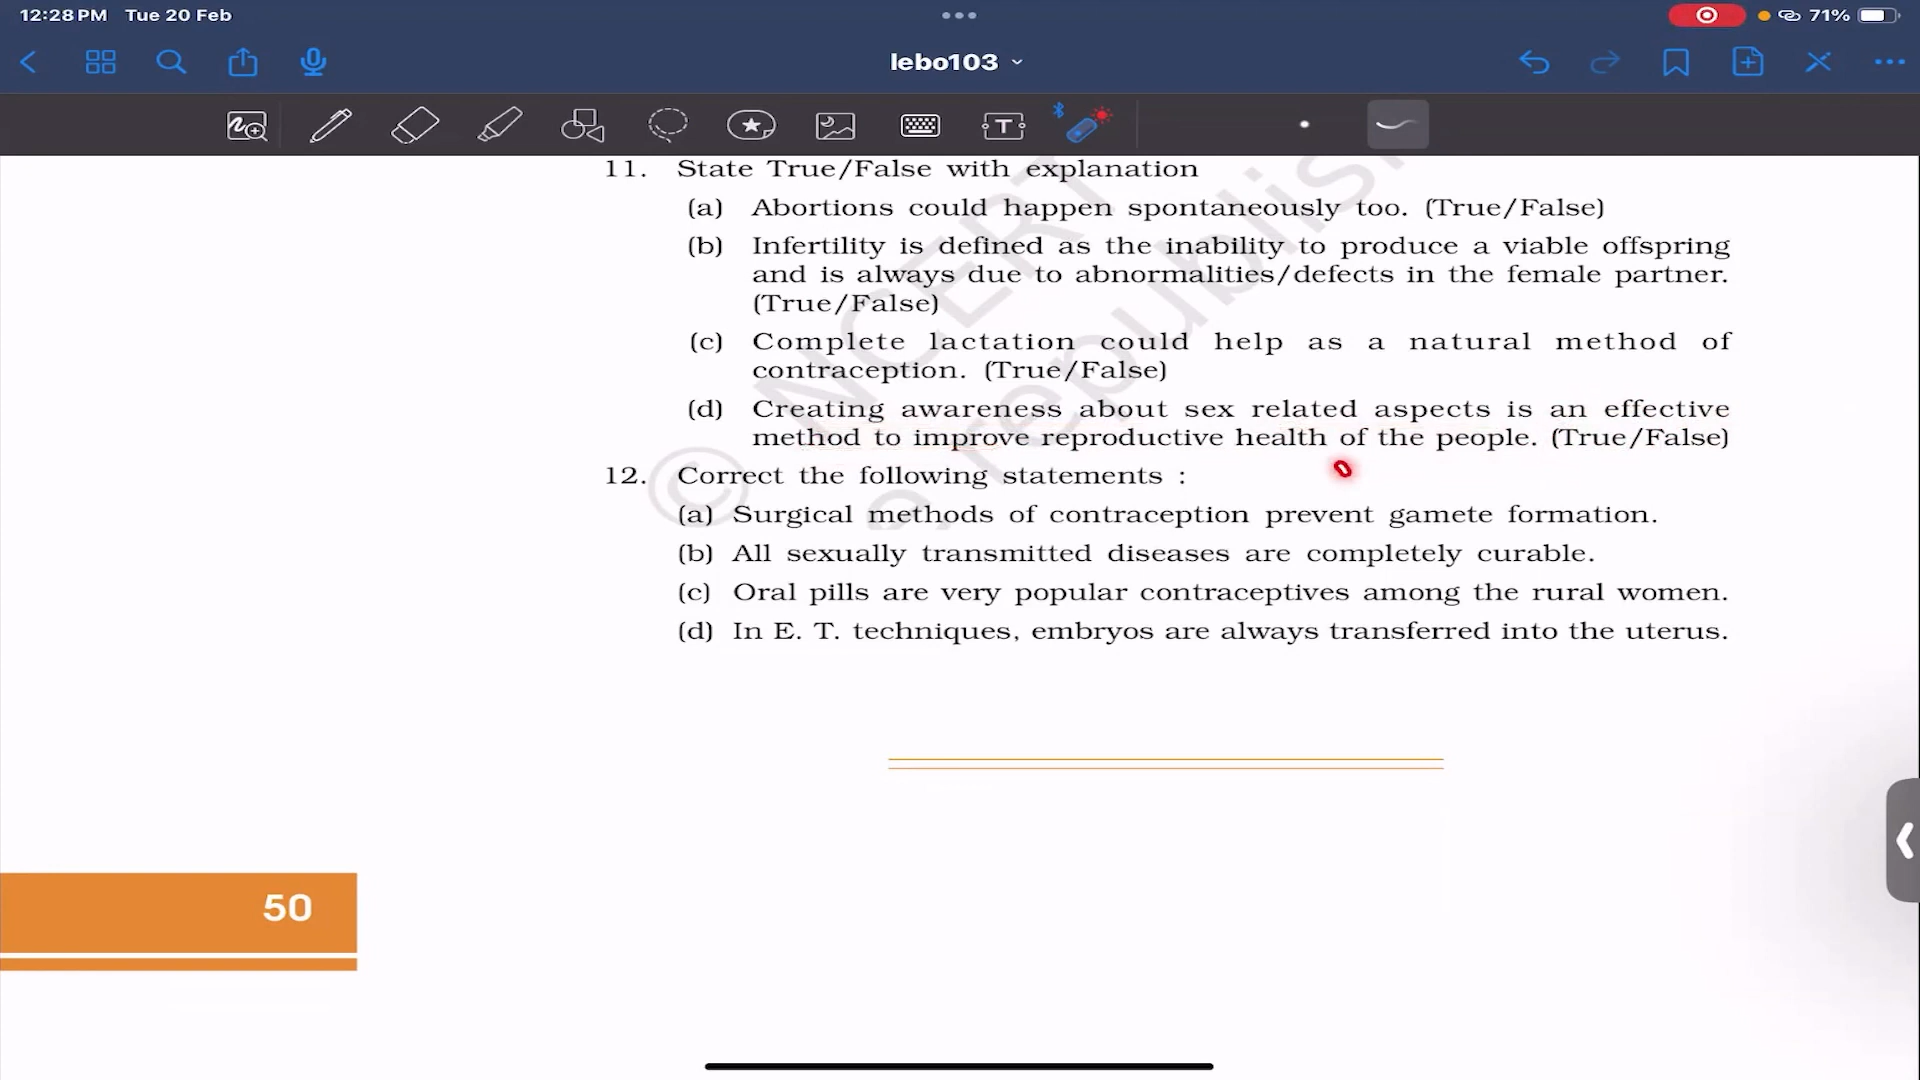 12:28 PM Tue 20 Feb
71%
lebo103
11. State True/False with explanation
(a) Abortions could happen spontaneously too. (True/False)
(b) Infertility is defined as the inability to produce a viable offspring
and is always due to abnormalities/defects in the female partner.
(True/False)
(c) Complete lactation could help as a natural method of
contraception. (True/False)
(d) Creating awareness about sex related aspects is an effective
method to improve reproductive health of the people. (True/False)
12. Correct the following statements :
(a) Surgical methods of contraception prevent gamete formation.
(b) All sexually transmitted diseases are completely curable.
(c) Oral pills are very popular contraceptives among the rural women.
(d) In E. T. techniques, embryos are always transferred into the uterus.
© NCERT
50